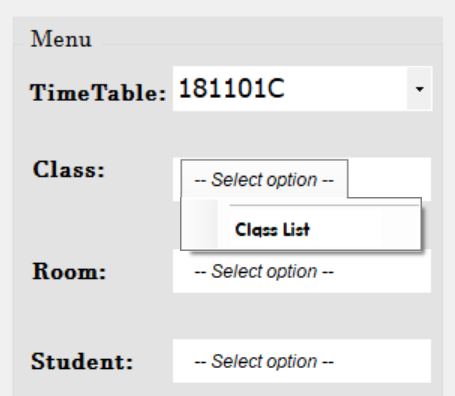 Menu
TimeTable: 181101C
Class: -- Select option --
Class List
Room: -- Select option --
Student: -- Select option --